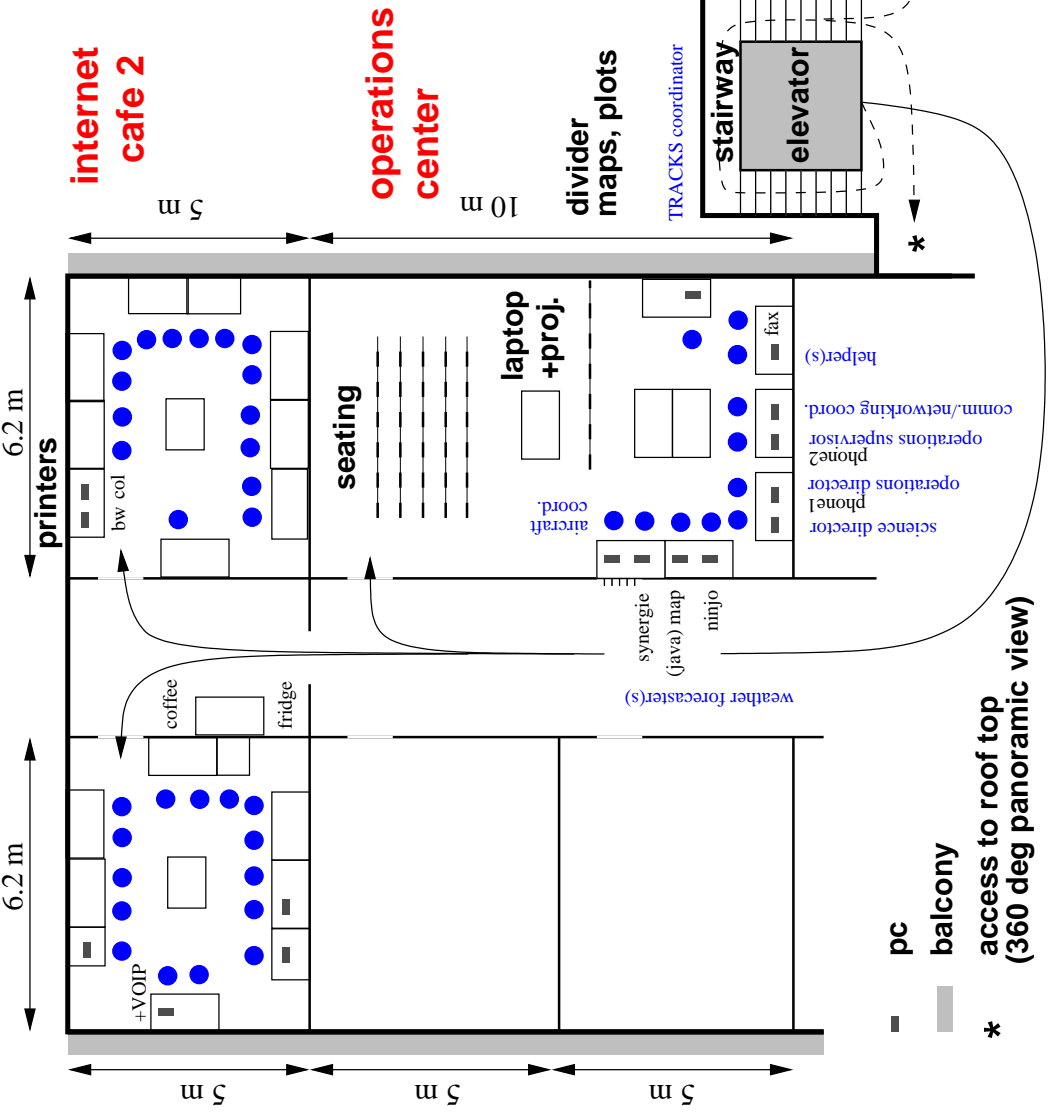 internet
cafe 2
operations
center
divider
maps, plots
TRACKS coordinator
stairway
elevator
5 m
10 m
*
6.2 m
printers
bw col
seating
laptop
+proj.
aircraft
coord.
fax
helper(s)
comm./networking coord.
operations supervisor
phone2
operations director
phone1
science director
synergie
(java) map
ninjo
weather forecaster(s)
coffee
fridge
6.2 m
+VOIP
5 m
5 m
5 m
pc
balcony
* access to roof top
(360 deg panoramic view)